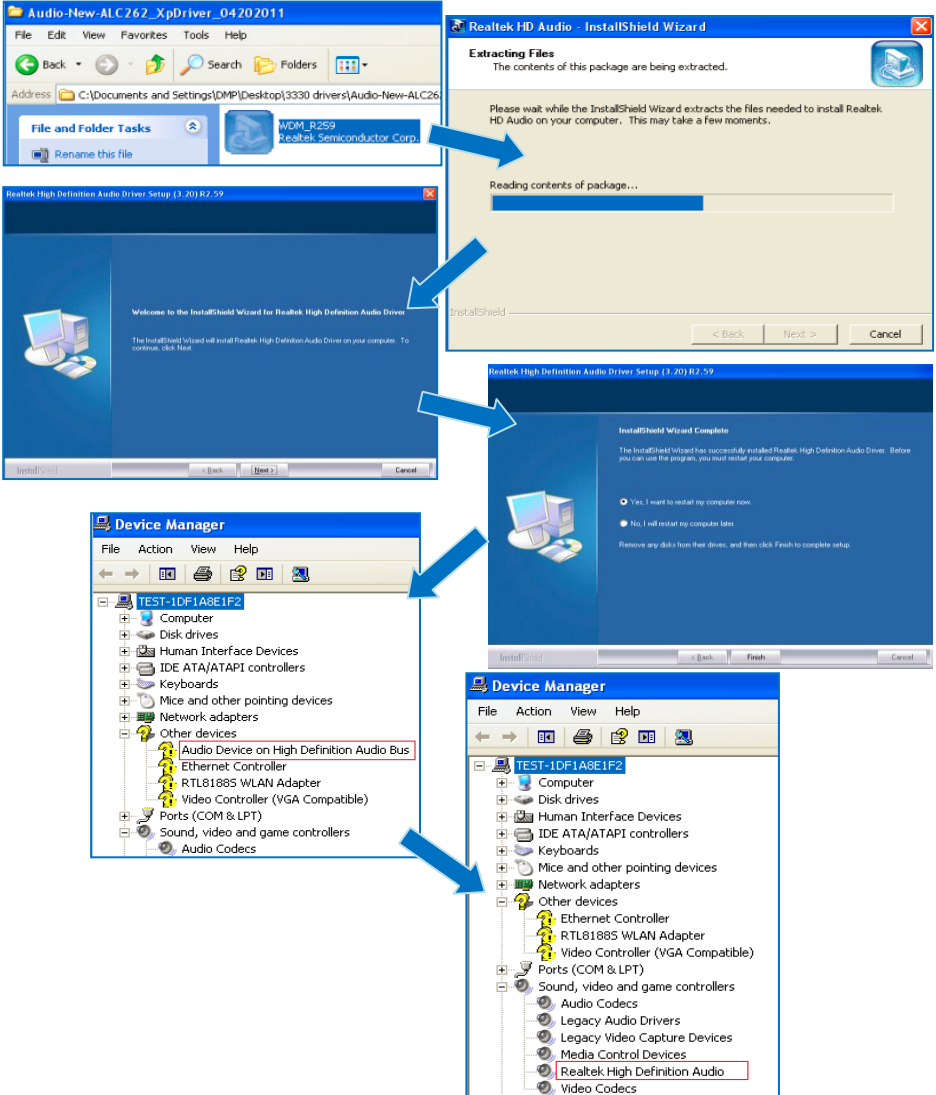 Audio-New-ALC262_XpDriver_04202011
File Edit View Favorites Tools Help
Back Search Folders
Address C:\Documents and Settings\DMP\Desktop\3330 drivers\Audio-New-ALC26
File and Folder Tasks
Rename this file
WDM_R259
Realtek Semiconductor Corp.
Realtek HD Audio - InstallShield Wizard
Extracting Files
The contents of this package are being extracted.
Please wait while the InstallShield Wizard extracts the files needed to install Realtek
HD Audio on your computer. This may take a few moments.
Reading contents of package...
InstallShield
< Back Next > Cancel
Realtek High Definition Audio Driver Setup (3.20) R2.59
Welcome to the InstallShield Wizard for Realtek High Definition Audio Driver
The InstallShield Wizard will install Realtek High Definition Audio Driver on your computer. To
continue, click Next.
InstallShield
< Back Next > Cancel
Realtek High Definition Audio Driver Setup (3.20) R2.59
InstallShield Wizard Complete
The InstallShield Wizard has successfully installed Realtek High Definition Audio Driver. Before
you can use the program, you must restart your computer.
Yes, I want to restart my computer now.
No, I will restart my computer later.
Remove any disks from their drives, and then click Finish to complete setup.
InstallShield
< Back Finish Cancel
Device Manager
File Action View Help
TEST-1DF1A8E1F2
Computer
Disk drives
Human Interface Devices
IDE ATA/ATAPI controllers
Keyboards
Mice and other pointing devices
Network adapters
Other devices
Audio Device on High Definition Audio Bus
Ethernet Controller
RTL8188S WLAN Adapter
Video Controller (VGA Compatible)
Ports (COM & LPT)
Sound, video and game controllers
Audio Codecs
Device Manager
File Action View Help
TEST-1DF1A8E1F2
Computer
Disk drives
Human Interface Devices
IDE ATA/ATAPI controllers
Keyboards
Mice and other pointing devices
Network adapters
Other devices
Ethernet Controller
RTL8188S WLAN Adapter
Video Controller (VGA Compatible)
Ports (COM & LPT)
Sound, video and game controllers
Audio Codecs
Legacy Audio Drivers
Legacy Video Capture Devices
Media Control Devices
Realtek High Definition Audio
Video Codecs